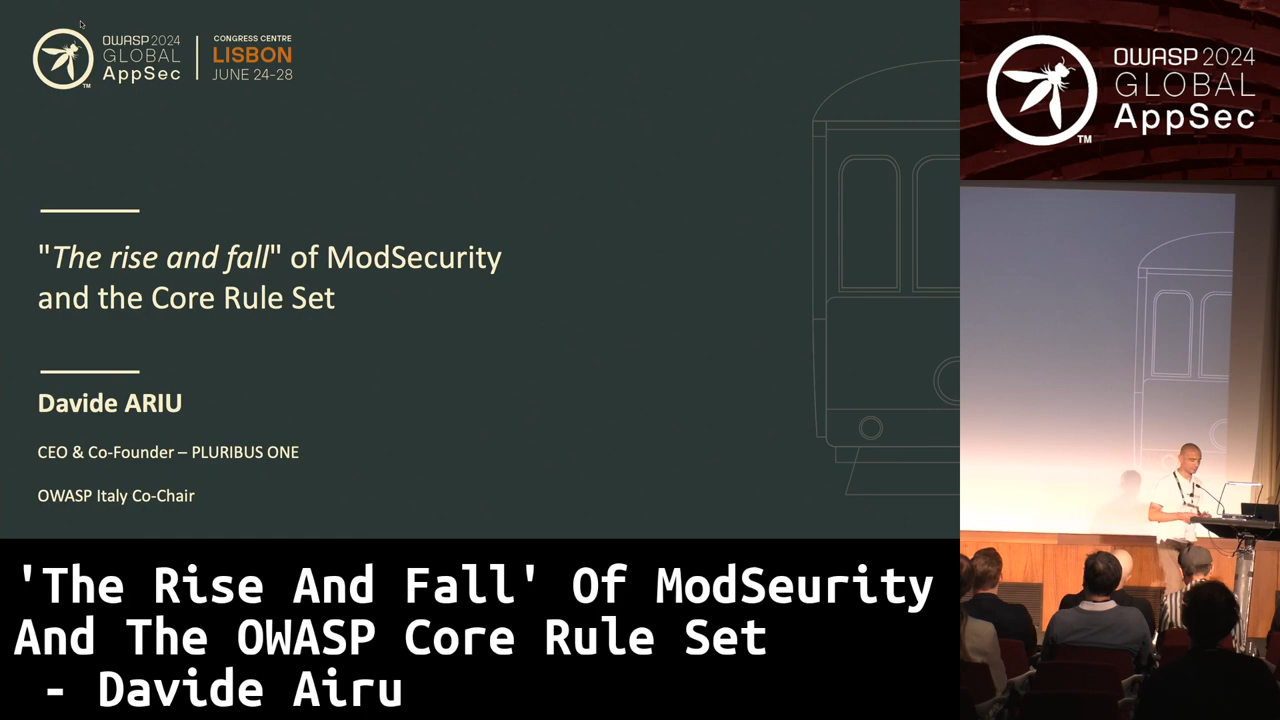 OWASP 2024
GLOBAL
AppSec
TM
CONGRESS CENTRE
LISBON
JUNE 24-28
"The rise and fall" of ModSecurity
and the Core Rule Set
Davide ARIU
CEO & Co-Founder – PLURIBUS ONE
OWASP Italy Co-Chair
OWASP 2024
GLOBAL
AppSec
TM
'The Rise And Fall' Of ModSeurity
And The OWASP Core Rule Set
- Davide Airu